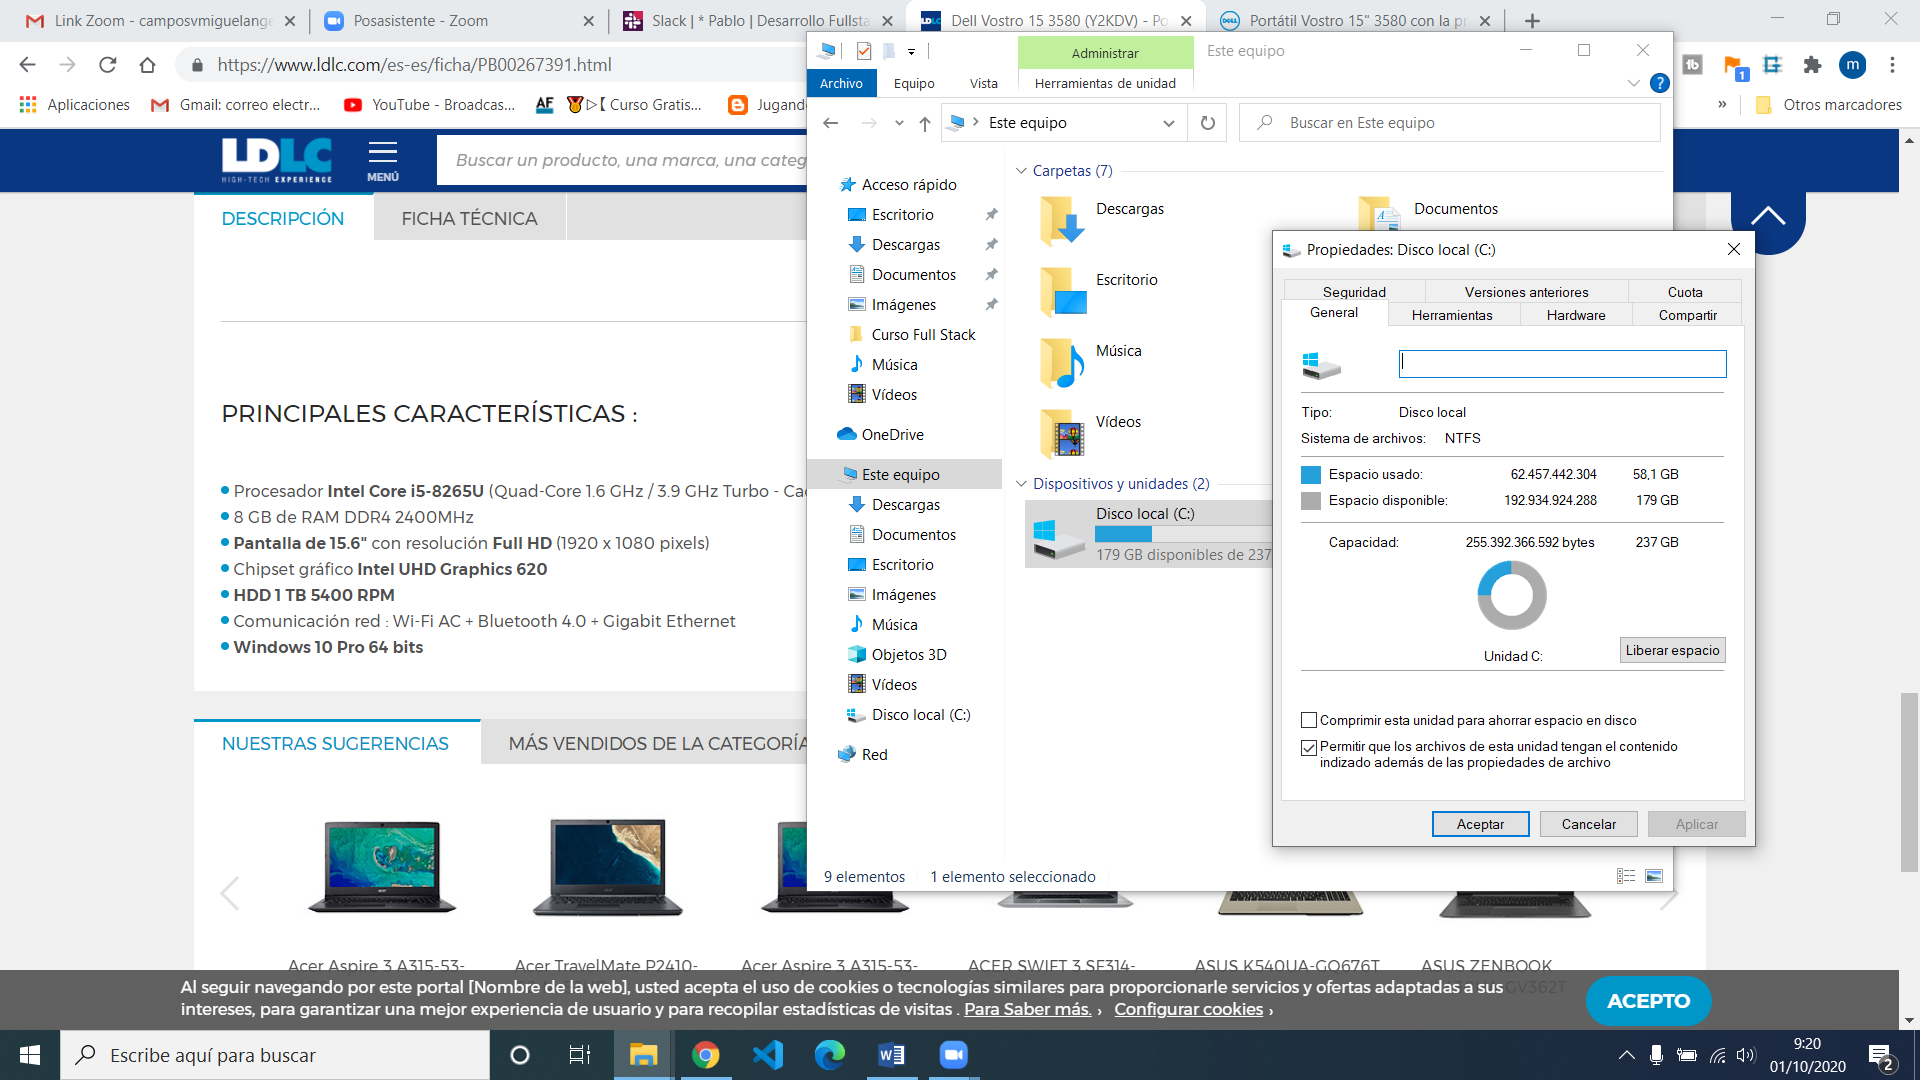 Link Zoom - camposvmiguelange
Posasistente - Zoom
Slack | * Pablo | Desarrollo Fullsta
Dell Vostro 15 3580 (Y2KDV) - Po
Portátil Vostro 15" 3580 con la pr
https://www.ldlc.com/es-es/ficha/PB00267391.html
m
1
Aplicaciones
Gmail: correo electr...
YouTube - Broadcas...
AF
Curso Gratis...
Jugando
»
Otros marcadores
LDLC
HIGH-TECH EXPERIENCE
MENÚ
Buscar un producto, una marca, una categ
DESCRIPCIÓN
FICHA TÉCNICA
PRINCIPALES CARACTERÍSTICAS :
Procesador Intel Core i5-8265U (Quad-Core 1.6 GHz / 3.9 GHz Turbo - Cac
8 GB de RAM DDR4 2400MHz
Pantalla de 15.6" con resolución Full HD (1920 x 1080 pixels)
Chipset gráfico Intel UHD Graphics 620
HDD 1 TB 5400 RPM
Comunicación red : Wi-Fi AC + Bluetooth 4.0 + Gigabit Ethernet
Windows 10 Pro 64 bits
NUESTRAS SUGERENCIAS
MÁS VENDIDOS DE LA CATEGORÍA
Acer Aspire 3 A315-53-
Acer TravelMate P2410-
Acer Aspire 3 A315-53-
ACER SWIFT 3 SF314-
ASUS K540UA-GQ676T
ASUS ZENBOOK
GV362T
Administrar
Este equipo
Archivo
Equipo
Vista
Herramientas de unidad
Este equipo
Buscar en Este equipo
Acceso rápido
Escritorio
Descargas
Documentos
Imágenes
Curso Full Stack
Música
Vídeos
OneDrive
Este equipo
Descargas
Documentos
Escritorio
Imágenes
Música
Objetos 3D
Vídeos
Disco local (C:)
Red
Carpetas (7)
Descargas
Documentos
Escritorio
Música
Vídeos
Dispositivos y unidades (2)
Disco local (C:)
179 GB disponibles de 237
9 elementos
1 elemento seleccionado
Propiedades: Disco local (C:)
Seguridad
Versiones anteriores
Cuota
General
Herramientas
Hardware
Compartir
Tipo:
Disco local
Sistema de archivos:
NTFS
Espacio usado:
62.457.442.304
58,1 GB
Espacio disponible:
192.934.924.288
179 GB
Capacidad:
255.392.366.592 bytes
237 GB
Unidad C:
Liberar espacio
Comprimir esta unidad para ahorrar espacio en disco
Permitir que los archivos de esta unidad tengan el contenido
indizado además de las propiedades de archivo
Aceptar
Cancelar
Aplicar
Al seguir navegando por este portal [Nombre de la web], usted acepta el uso de cookies o tecnologías similares para proporcionarle servicios y ofertas adaptadas a sus
intereses, para garantizar una mejor experiencia de usuario y para recopilar estadísticas de visitas . Para Saber más. › Configurar cookies ›
ACEPTO
Escribe aquí para buscar
9:20
01/10/2020
2